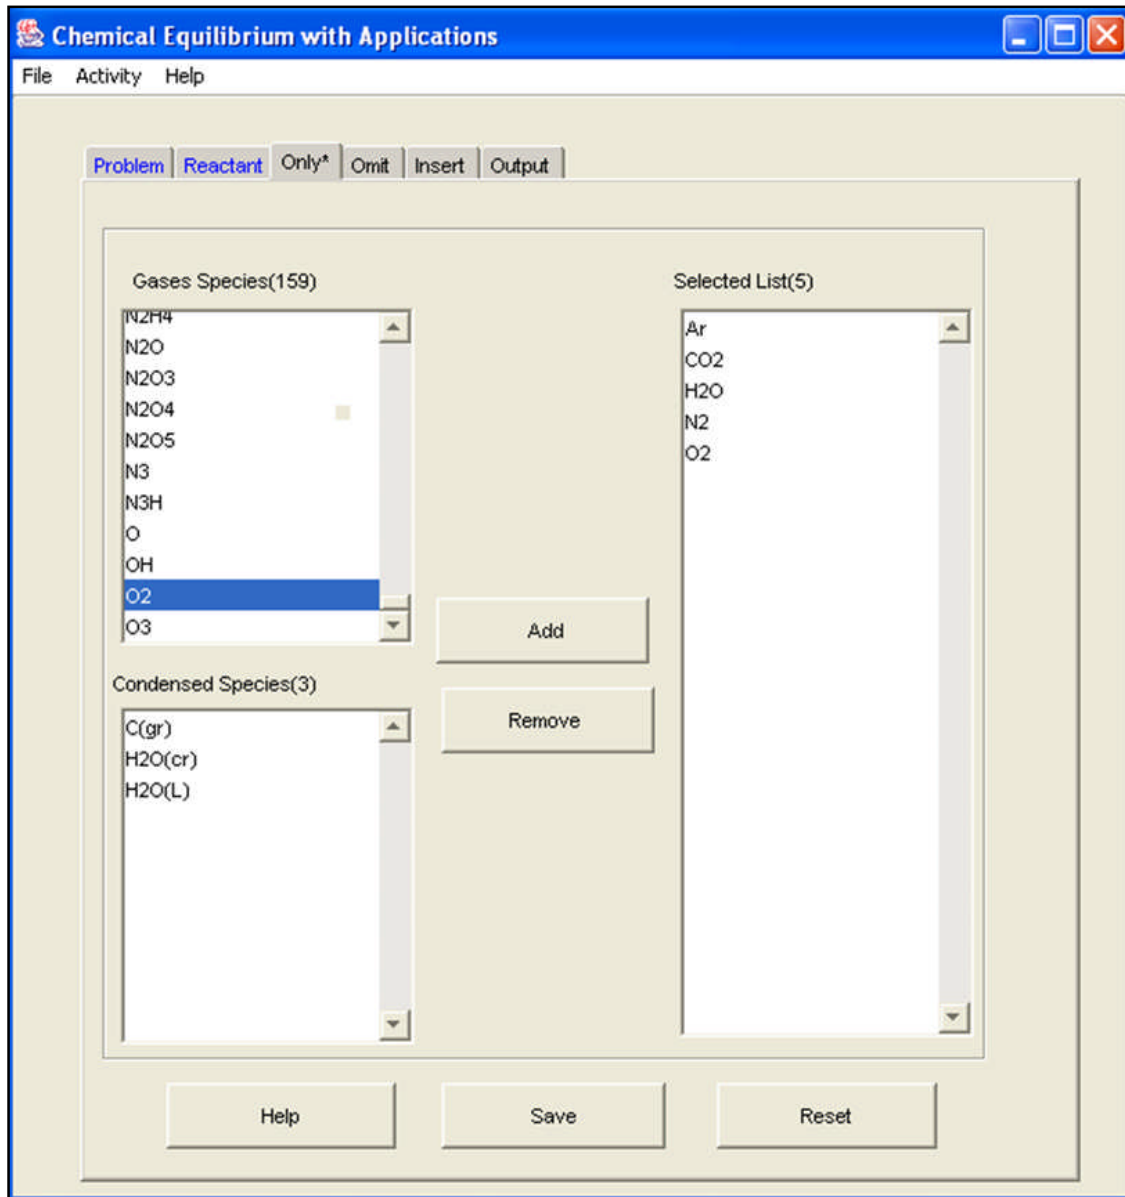 Chemical Equilibrium with Applications
File Activity Help
Problem Reactant Only* Omit Insert Output
Gases Species(159)
N2H4
N2O
N2O3
N2O4
N2O5
N3
N3H
O
OH
O2
O3
Condensed Species(3)
C(gr)
H2O(cr)
H2O(L)
Add
Remove
Selected List(5)
Ar
CO2
H2O
N2
O2
Help Save Reset